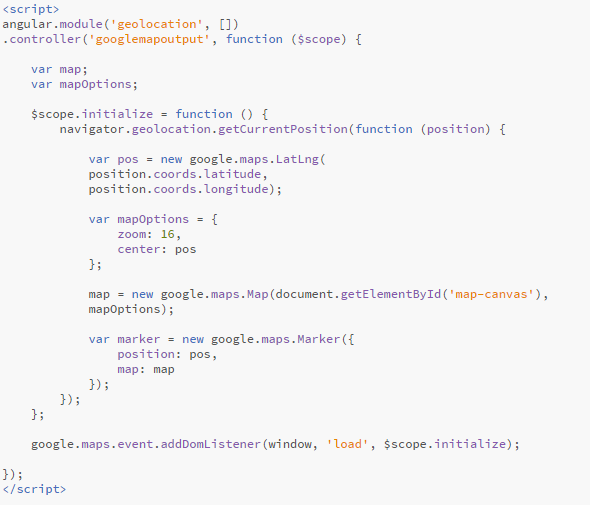 <script>
angular.module('geolocation', [])
.controller('googlemapoutput', function ($scope) {

    var map;
    var mapOptions;

    $scope.initialize = function () {
        navigator.geolocation.getCurrentPosition(function (position) {

            var pos = new google.maps.LatLng(
            position.coords.latitude,
            position.coords.longitude);

            var mapOptions = {
                zoom: 16,
                center: pos
            };

            map = new google.maps.Map(document.getElementById('map-canvas'),
            mapOptions);

            var marker = new google.maps.Marker({
                position: pos,
                map: map
            });
        });
    };

    google.maps.event.addDomListener(window, 'load', $scope.initialize);

});
</script>